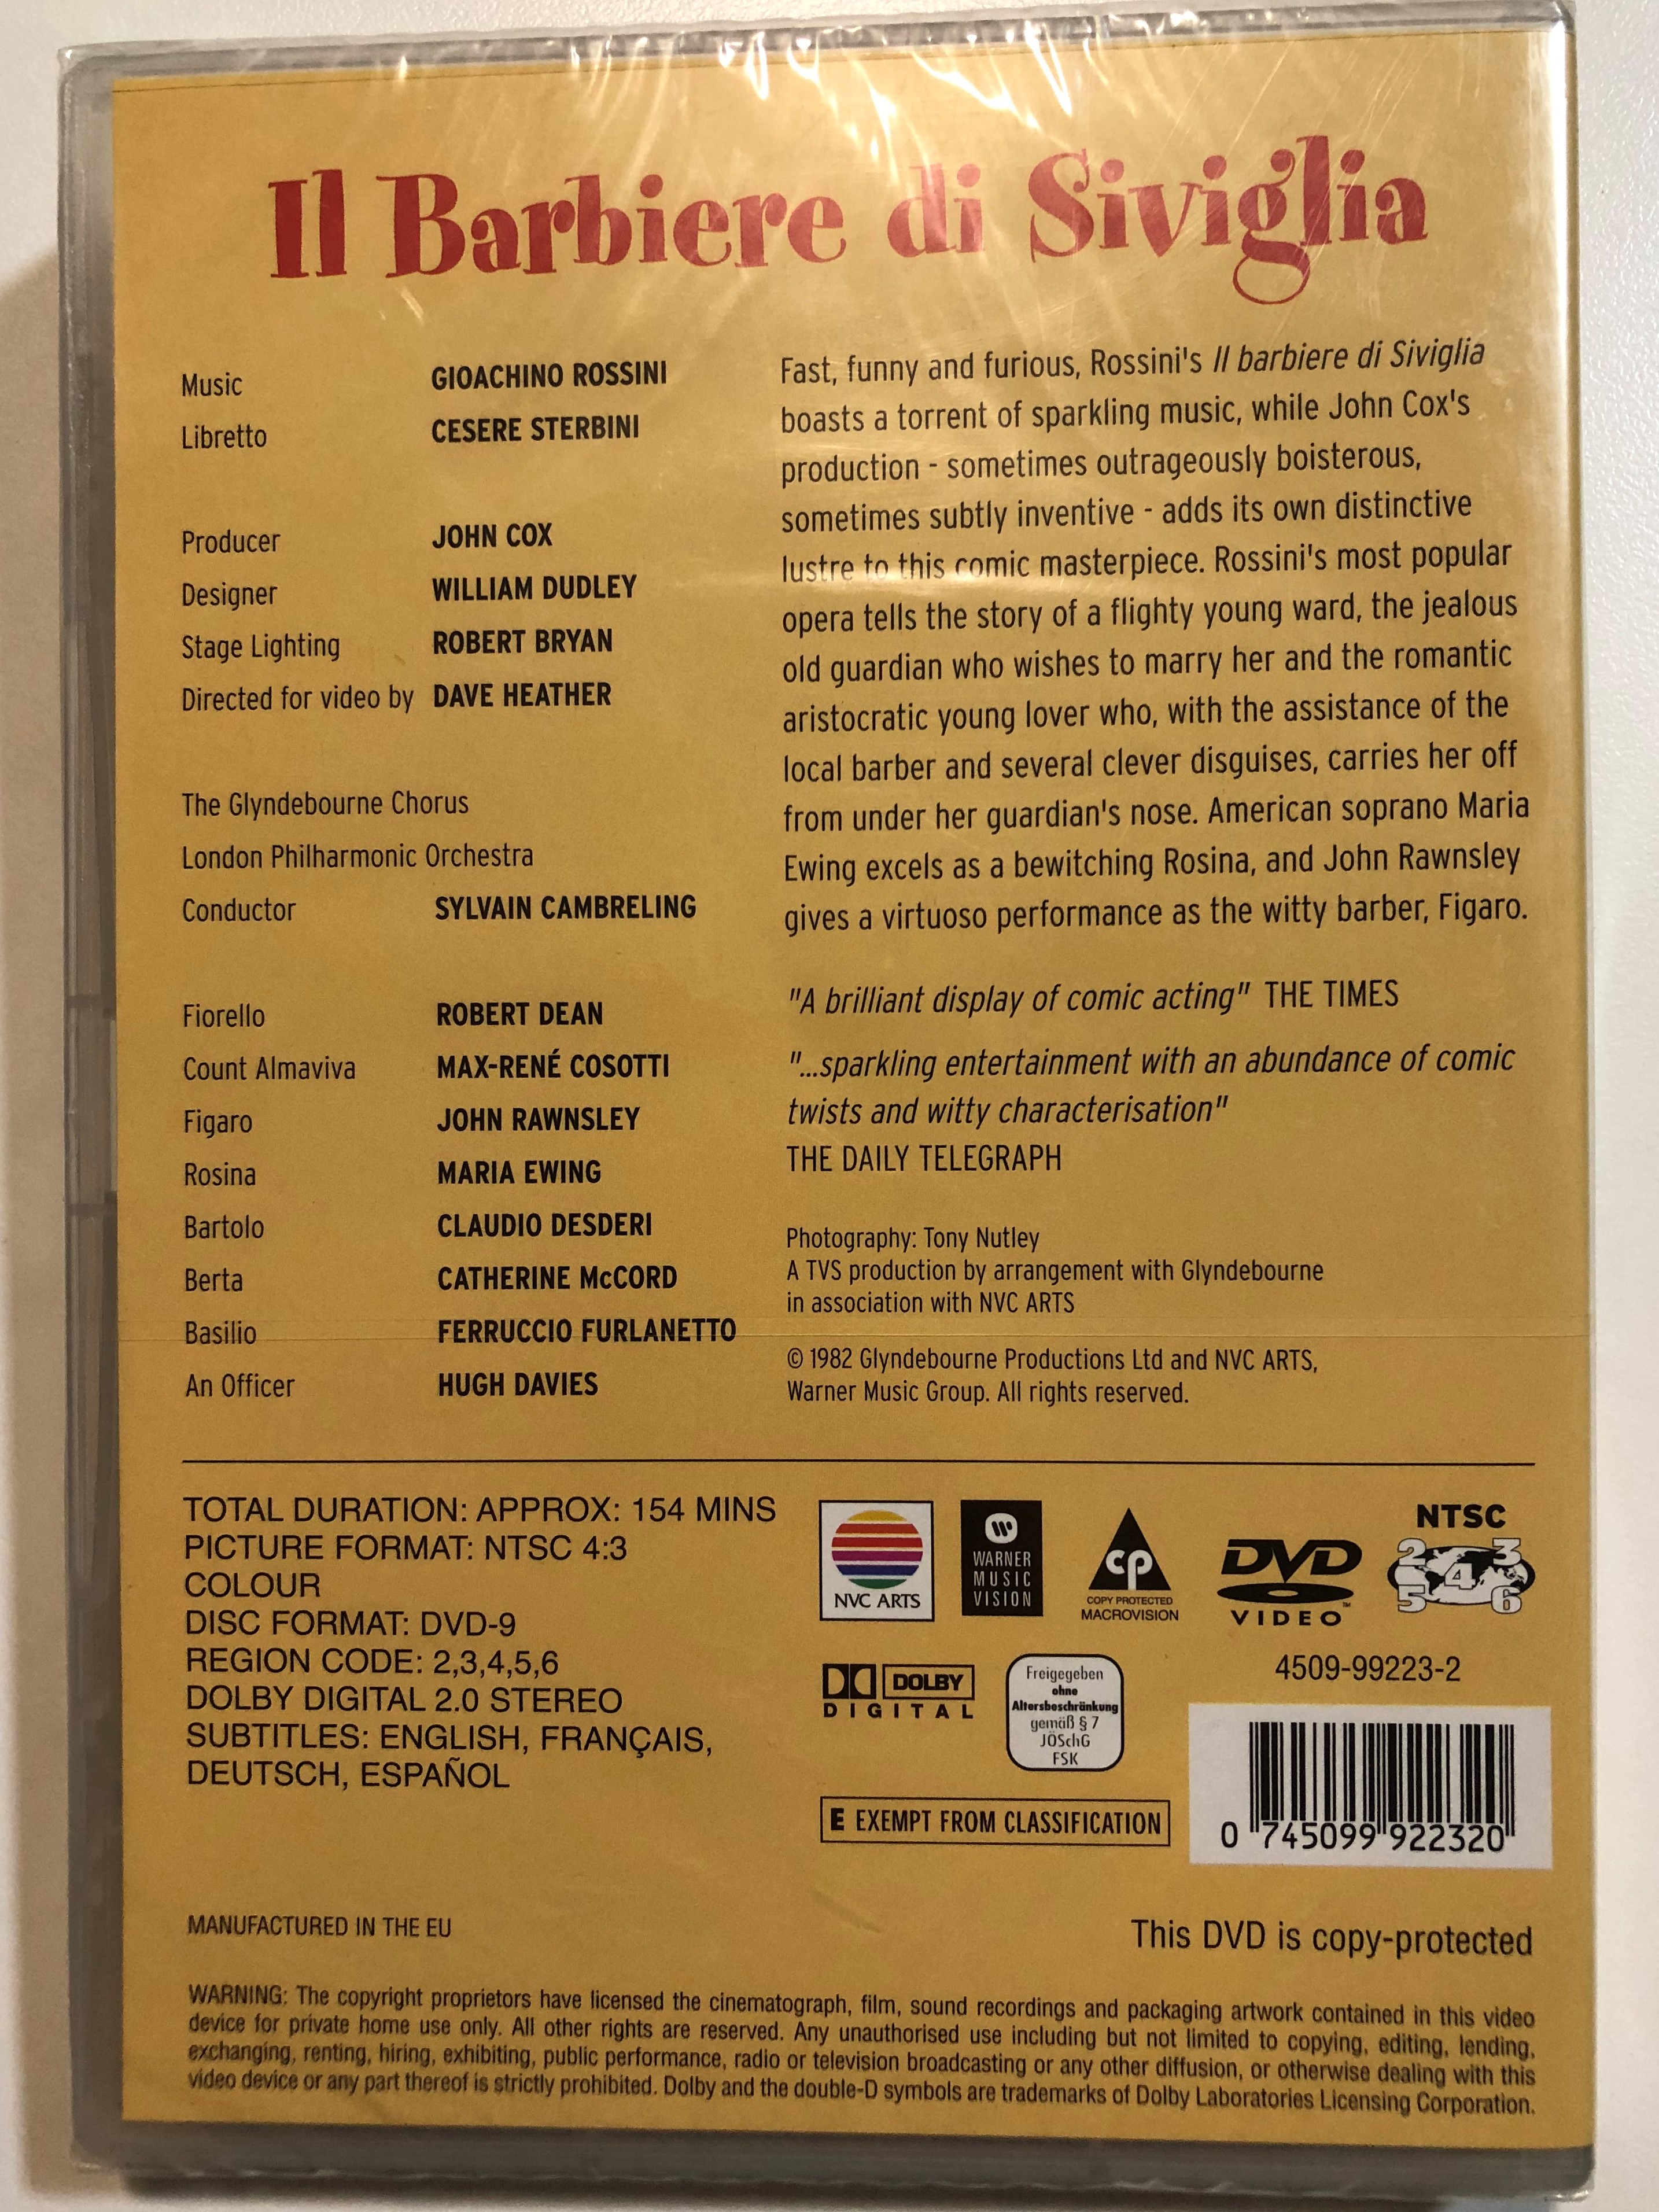 Il Barbiere di Siviglia
Music GIOACHINO ROSSINI
Libretto CESERE STERBINI
Producer JOHN COX
Designer WILLIAM DUDLEY
Stage Lighting ROBERT BRYAN
Directed for video by DAVE HEATHER
The Glyndebourne Chorus
London Philharmonic Orchestra
Conductor SYLVAIN CAMBRELING
Fiorello ROBERT DEAN
Count Almaviva MAX-RENÉ COSOTTI
Figaro JOHN RAWNSLEY
Rosina MARIA EWING
Bartolo CLAUDIO DESDERI
Berta CATHERINE McCORD
Basilio FERRUCCIO FURLANETTO
An Officer HUGH DAVIES
Fast, funny and furious, Rossini's Il barbiere di Siviglia
boasts a torrent of sparkling music, while John Cox's
production - sometimes outrageously boisterous,
sometimes subtly inventive - adds its own distinctive
lustre to this comic masterpiece. Rossini's most popular
opera tells the story of a flighty young ward, the jealous
old guardian who wishes to marry her and the romantic
aristocratic young lover who, with the assistance of the
local barber and several clever disguises, carries her off
from under her guardian's nose. American soprano Maria
Ewing excels as a bewitching Rosina, and John Rawnsley
gives a virtuoso performance as the witty barber, Figaro.
"A brilliant display of comic acting" THE TIMES
"...sparkling entertainment with an abundance of comic
twists and witty characterisation"
THE DAILY TELEGRAPH
Photography: Tony Nutley
A TVS production by arrangement with Glyndebourne
in association with NVC ARTS
© 1982 Glyndebourne Productions Ltd and NVC ARTS,
Warner Music Group. All rights reserved.
TOTAL DURATION: APPROX: 154 MINS
PICTURE FORMAT: NTSC 4:3
COLOUR
DISC FORMAT: DVD-9
REGION CODE: 2,3,4,5,6
DOLBY DIGITAL 2.0 STEREO
SUBTITLES: ENGLISH, FRANÇAIS,
DEUTSCH, ESPAÑOL
NVC ARTS
WARNER
MUSIC
VISION
cp
COPY PROTECTED
MACROVISION
DVD
VIDEO™
NTSC
2 3
4
5 6
4509-99223-2
DOLBY
DIGITAL
Freigegeben
ohne
Altersbeschränkung
gemäß § 7
JÖSchG
FSK
E EXEMPT FROM CLASSIFICATION
0 745099 922320
MANUFACTURED IN THE EU
This DVD is copy-protected
WARNING: The copyright proprietors have licensed the cinematograph, film, sound recordings and packaging artwork contained in this video
device for private home use only. All other rights are reserved. Any unauthorised use including but not limited to copying, editing, lending,
exchanging, renting, hiring, exhibiting, public performance, radio or television broadcasting or any other diffusion, or otherwise dealing with this
video device or any part thereof is strictly prohibited. Dolby and the double-D symbols are trademarks of Dolby Laboratories Licensing Corporation.